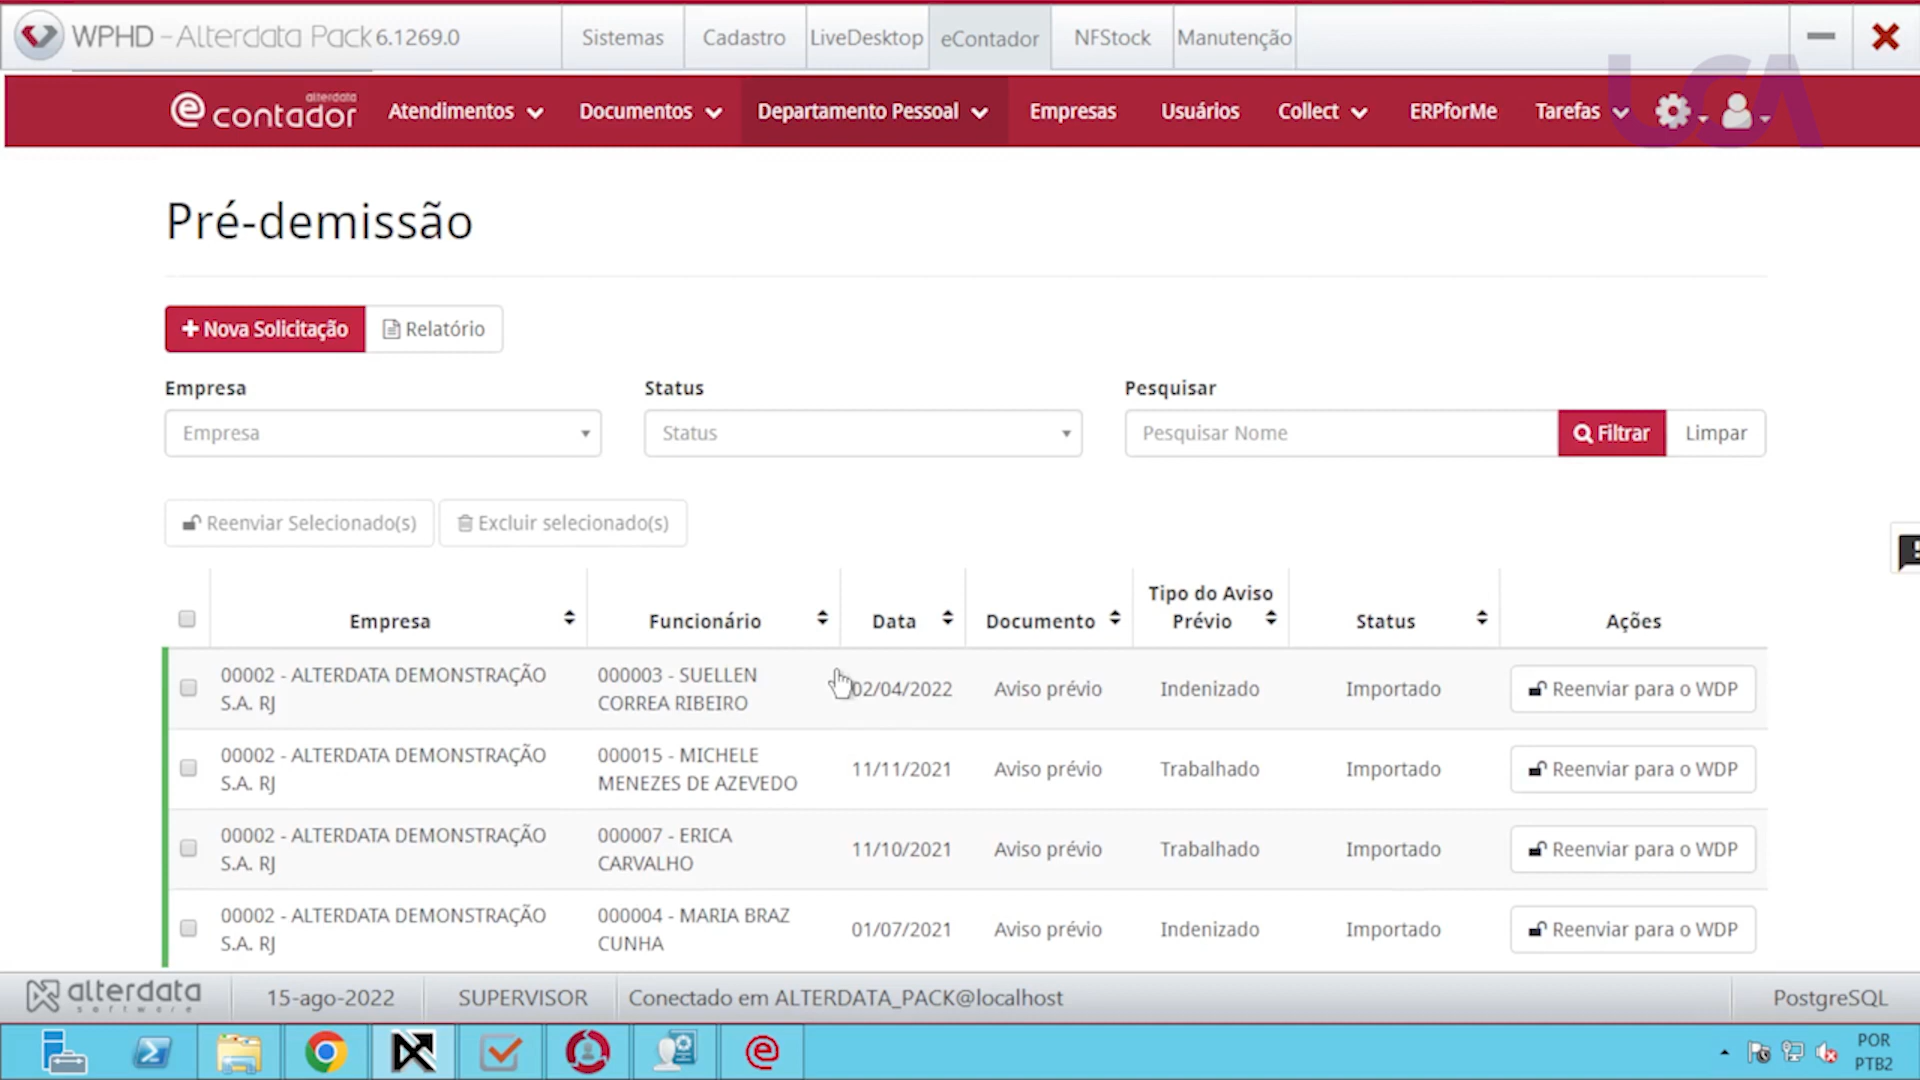 WPHD - Alterdata Pack 6.1269.0
Sistemas
Cadastro
LiveDesktop
eContador
NFStock
Manutenção
alterdata
e contador
Atendimentos
Documentos
Departamento Pessoal
Empresas
Usuários
Collect
ERPforMe
Tarefas
UCA
Pré-demissão
Nova Solicitação
Relatório
Empresa
Status
Pesquisar
Empresa
Status
Pesquisar Nome
Filtrar
Limpar
Reenviar Selecionado(s)
Excluir selecionado(s)
Empresa
Funcionário
Data
Documento
Tipo do Aviso
Prévio
Status
Ações
00002 - ALTERDATA DEMONSTRAÇÃO
S.A. RJ
000003 - SUELLEN
CORREA RIBEIRO
02/04/2022
Aviso prévio
Indenizado
Importado
Reenviar para o WDP
00002 - ALTERDATA DEMONSTRAÇÃO
S.A. RJ
000015 - MICHELE
MENEZES DE AZEVEDO
11/11/2021
Aviso prévio
Trabalhado
Importado
Reenviar para o WDP
00002 - ALTERDATA DEMONSTRAÇÃO
S.A. RJ
000007 - ERICA
CARVALHO
11/10/2021
Aviso prévio
Trabalhado
Importado
Reenviar para o WDP
00002 - ALTERDATA DEMONSTRAÇÃO
S.A. RJ
000004 - MARIA BRAZ
CUNHA
01/07/2021
Aviso prévio
Indenizado
Importado
Reenviar para o WDP
alterdata
software
15-ago-2022
SUPERVISOR
Conectado em ALTERDATA_PACK@localhost
PostgreSQL
POR
PTB2